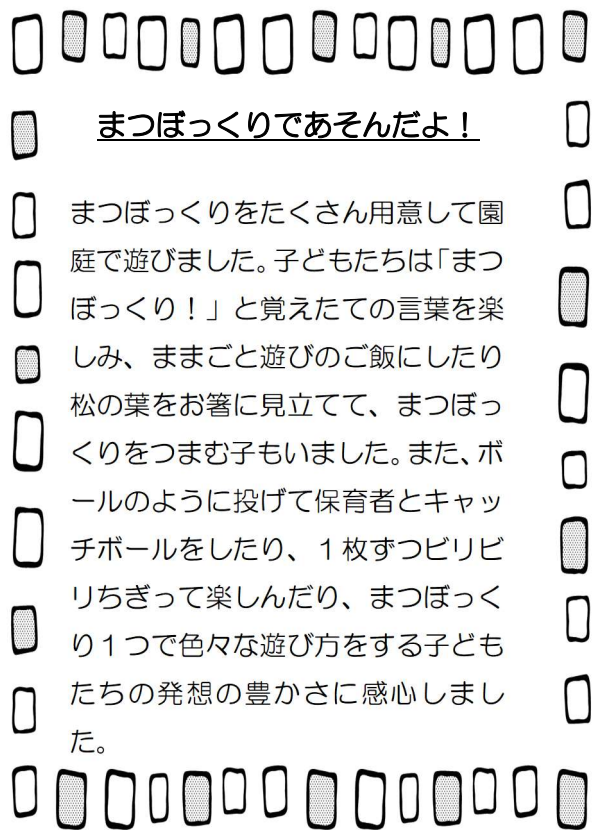 まつぼっくりであそんだよ！
まつぼっくりをたくさん用意して園
庭で遊びました。子どもたちは「まつ
ぼっくり！」と覚えたての言葉を楽
しみ、ままごと遊びのご飯にしたり
松の葉をお箸に見立てて、まつぼっ
くりをつまむ子もいました。また、ボ
ールのように投げて保育者とキャッ
チボールをしたり、１枚ずつビリビ
リちぎって楽しんだり、まつぼっく
り１つで色々な遊び方をする子ども
たちの発想の豊かさに感心しまし
た。